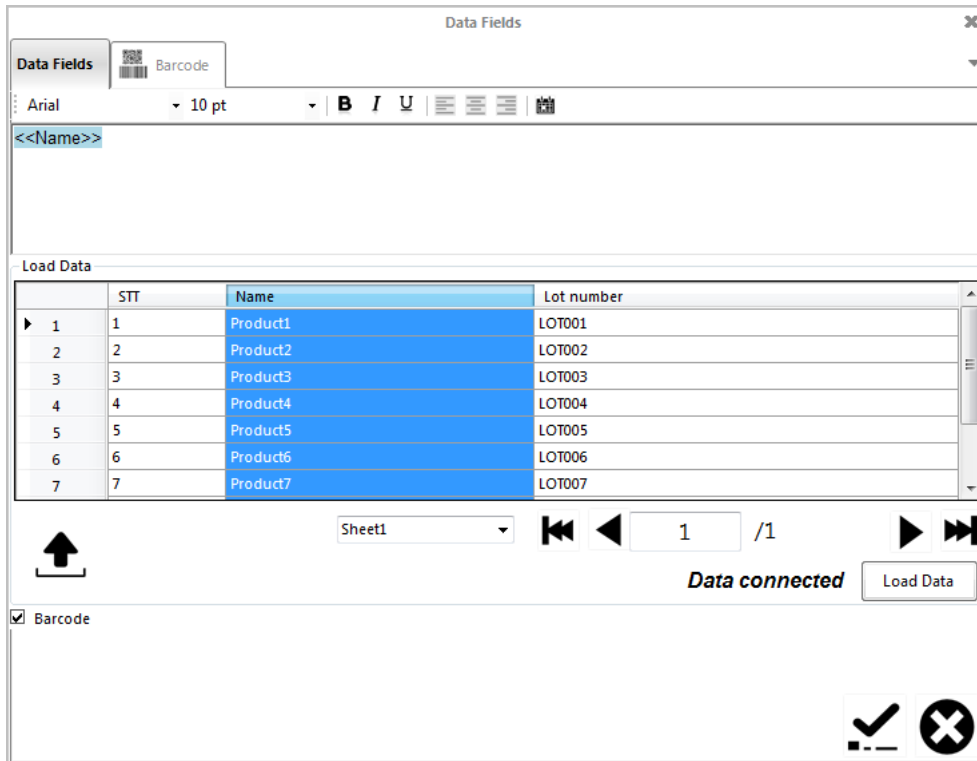 Data Fields
Data Fields Barcode
Arial 10 pt B I U
<<Name>>
Load Data
STT Name Lot number
1 1 Product1 LOT001
2 2 Product2 LOT002
3 3 Product3 LOT003
4 4 Product4 LOT004
5 5 Product5 LOT005
6 6 Product6 LOT006
7 7 Product7 LOT007
Sheet1 1 /1
Data connected Load Data
Barcode